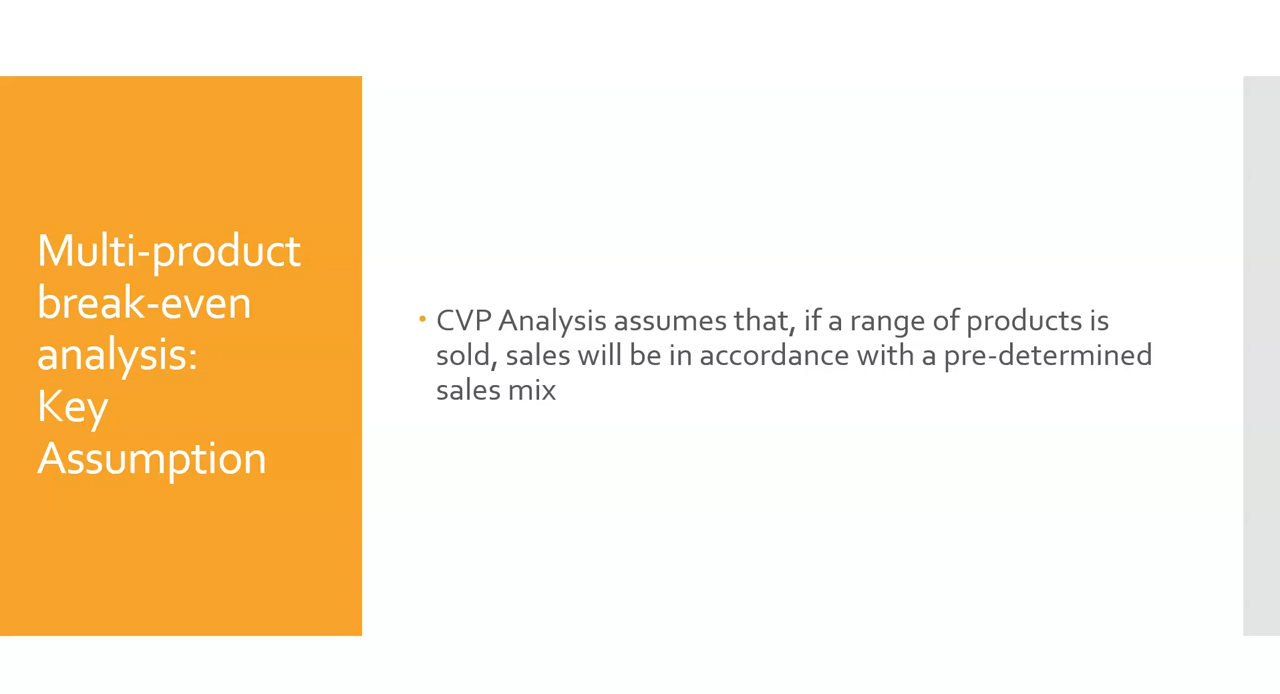 Multi-product
break-even
analysis:
Key
Assumption
• CVP Analysis assumes that, if a range of products is
sold, sales will be in accordance with a pre-determined
sales mix